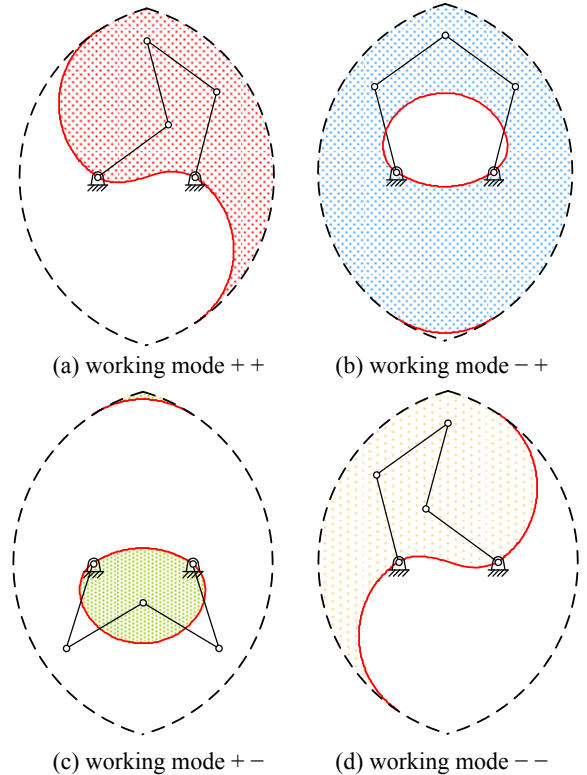 (a) working mode + +
(b) working mode − +
(c) working mode + −
(d) working mode − −